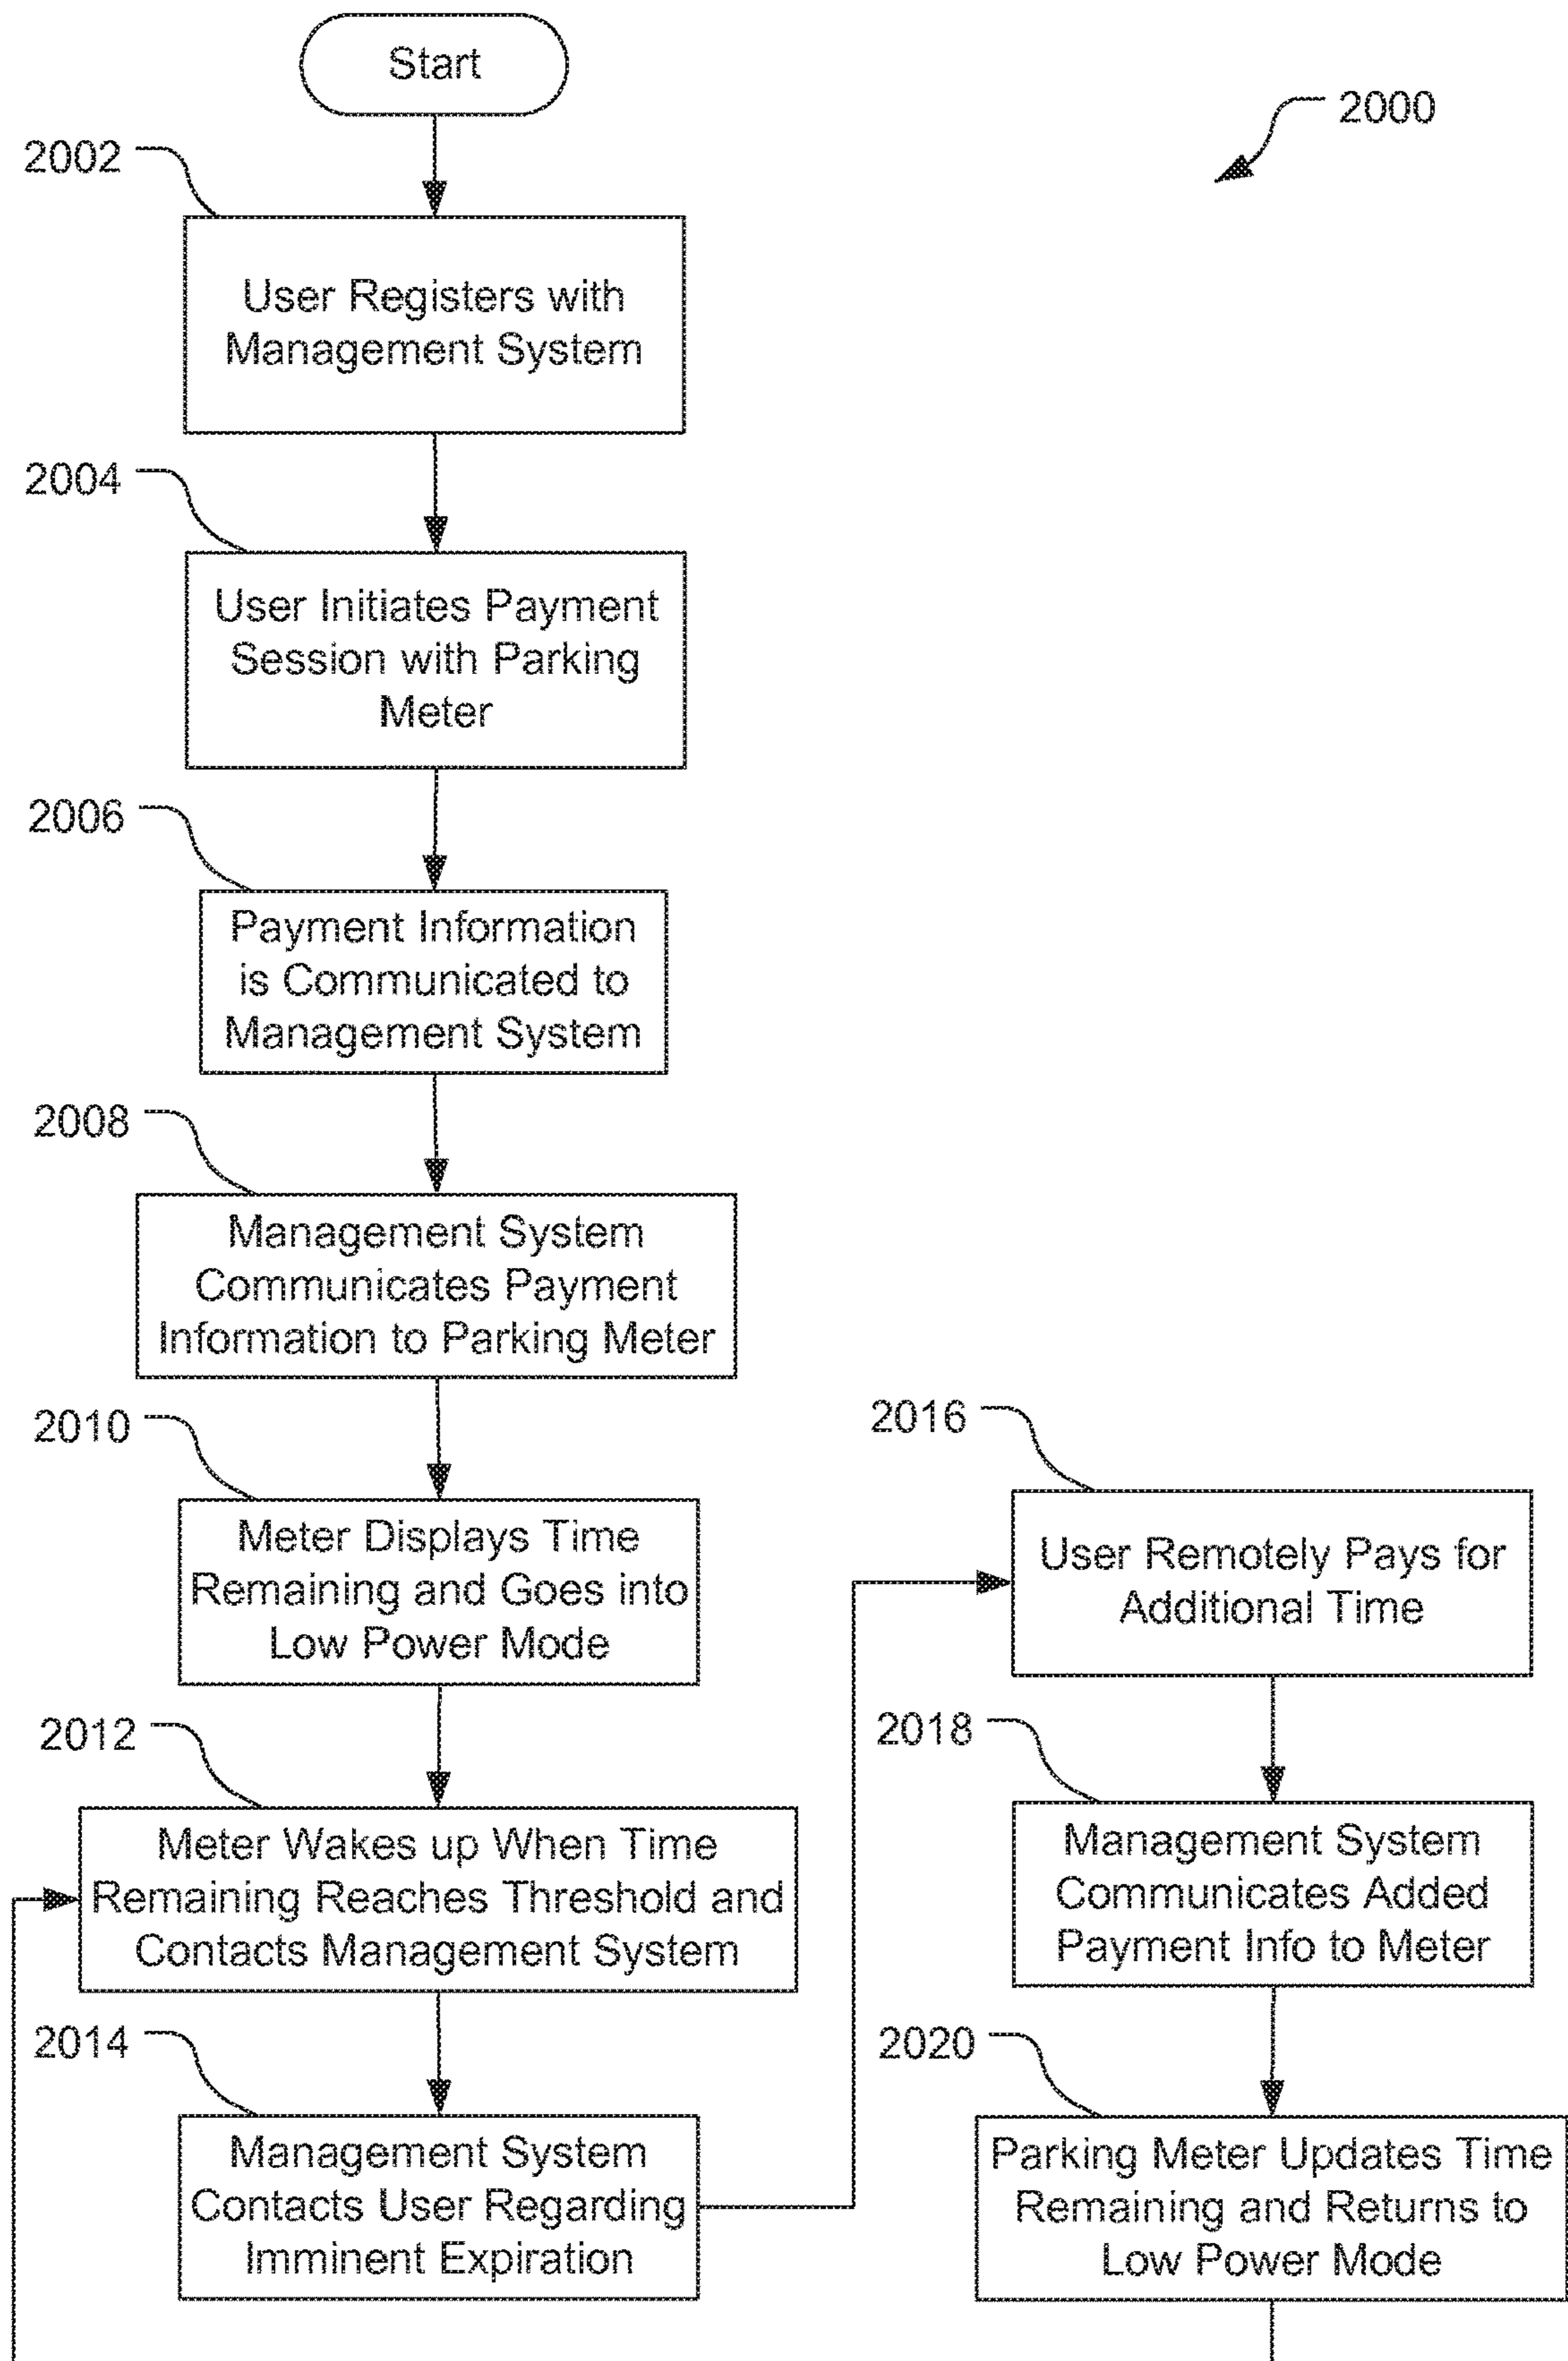 Start
2000
2002
User Registers with
Management System
2004
User Initiates Payment
Session with Parking
Meter
2006
Payment Information
is Communicated to
Management System
2008
Management System
Communicates Payment
Information to Parking Meter
2010
Meter Displays Time
Remaining and Goes into
Low Power Mode
2012
Meter Wakes up When Time
Remaining Reaches Threshold and
Contacts Management System
2014
Management System
Contacts User Regarding
Imminent Expiration
2016
User Remotely Pays for
Additional Time
2018
Management System
Communicates Added
Payment Info to Meter
2020
Parking Meter Updates Time
Remaining and Returns to
Low Power Mode